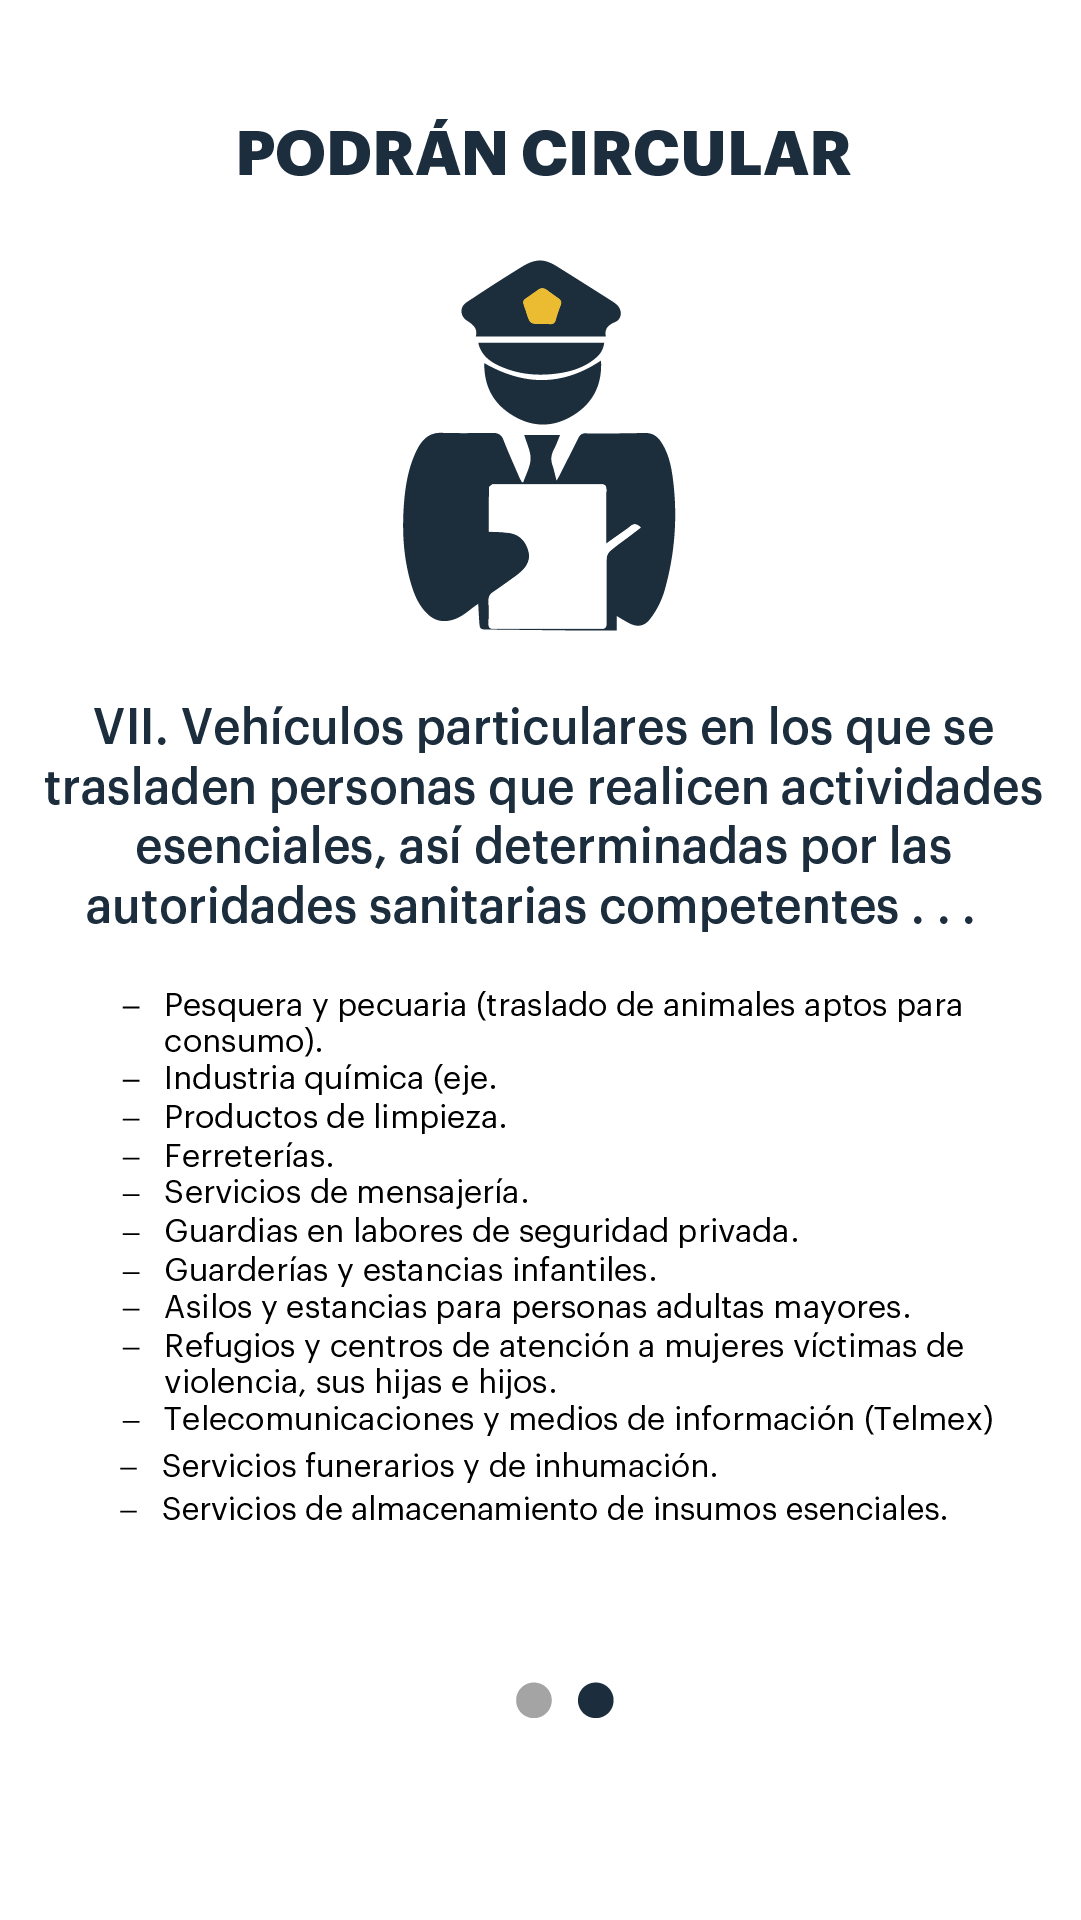 PODRÁN CIRCULAR
VII. Vehículos particulares en los que se
trasladen personas que realicen actividades
esenciales, así determinadas por las
autoridades sanitarias competentes . . .
– Pesquera y pecuaria (traslado de animales aptos para
consumo).
– Industria química (eje.
– Productos de limpieza.
– Ferreterías.
– Servicios de mensajería.
– Guardias en labores de seguridad privada.
– Guarderías y estancias infantiles.
– Asilos y estancias para personas adultas mayores.
– Refugios y centros de atención a mujeres víctimas de
violencia, sus hijas e hijos.
– Telecomunicaciones y medios de información (Telmex)
– Servicios funerarios y de inhumación.
– Servicios de almacenamiento de insumos esenciales.